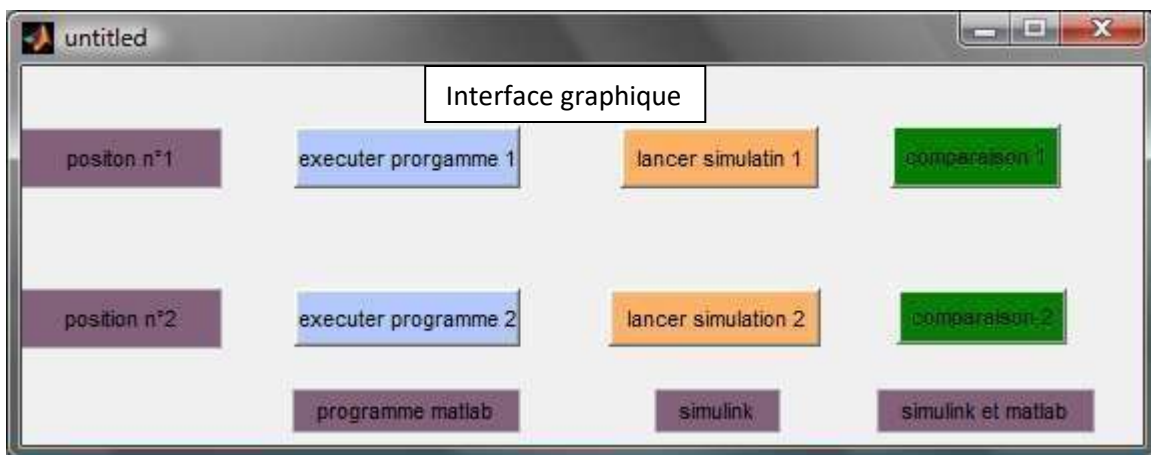 untitled
Interface graphique
positon n°1
executer prorgamme 1
lancer simulatin 1
comparaison 1
position n°2
executer programme 2
lancer simulation 2
comparaison 2
programme matlab
simulink
simulink et matlab